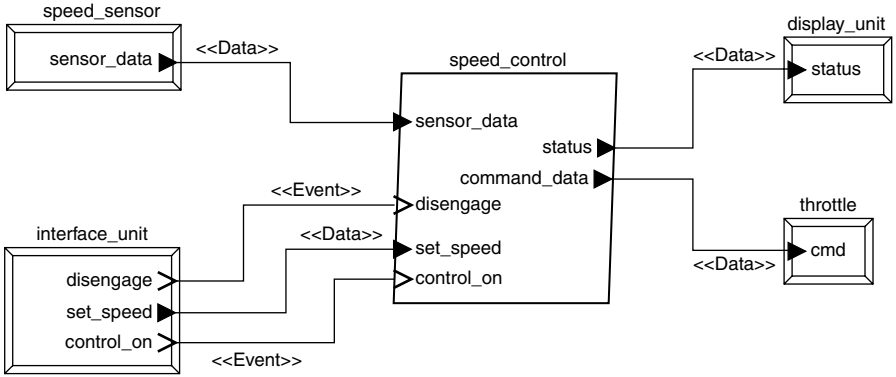 speed_sensor
sensor_data
<<Data>>
speed_control
sensor_data
status
command_data
disengage
set_speed
control_on
<<Data>>
display_unit
status
<<Event>>
<<Data>>
interface_unit
disengage
set_speed
control_on
<<Event>>
throttle
cmd
<<Data>>